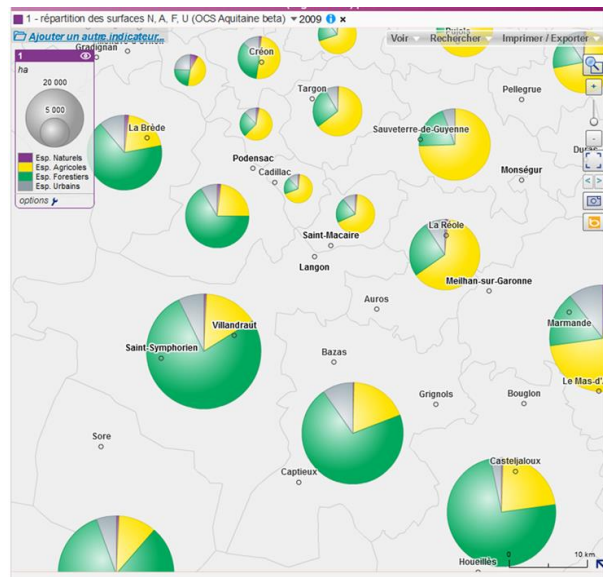 1 - répartition des surfaces N, A, F, U (OCS Aquitaine beta) 2009
Ajouter un autre indicateur...
Voir Rechercher Imprimer / Exporter
Gradignan
Créon
1
ha
20 000
5 000
Esp. Naturels
Esp. Agricoles
Esp. Forestiers
Esp. Urbains
options
Targon
Pellegrue
La Brède
Sauveterre-de-Guyenne
Podensac
Cadillac
Monségur
Saint-Macaire
La Réole
Langon
Meilhan-sur-Garonne
Auros
Villandraut
Marmande
Saint-Symphorien
Bazas
Le Mas-d'
Grignols
Bouglon
Sore
Casteljaloux
Captieux
0 10 km
Houeillès